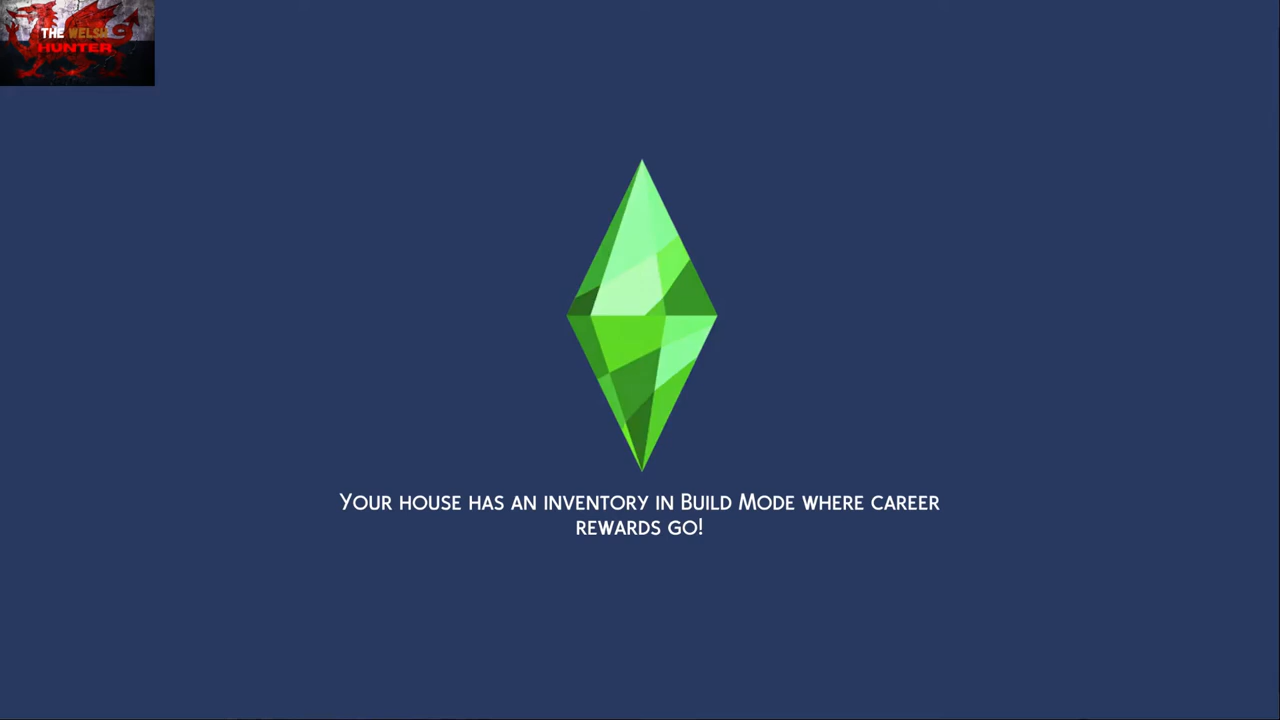 THE WELSH
HUNTER
YOUR HOUSE HAS AN INVENTORY IN BUILD MODE WHERE CAREER
REWARDS GO!